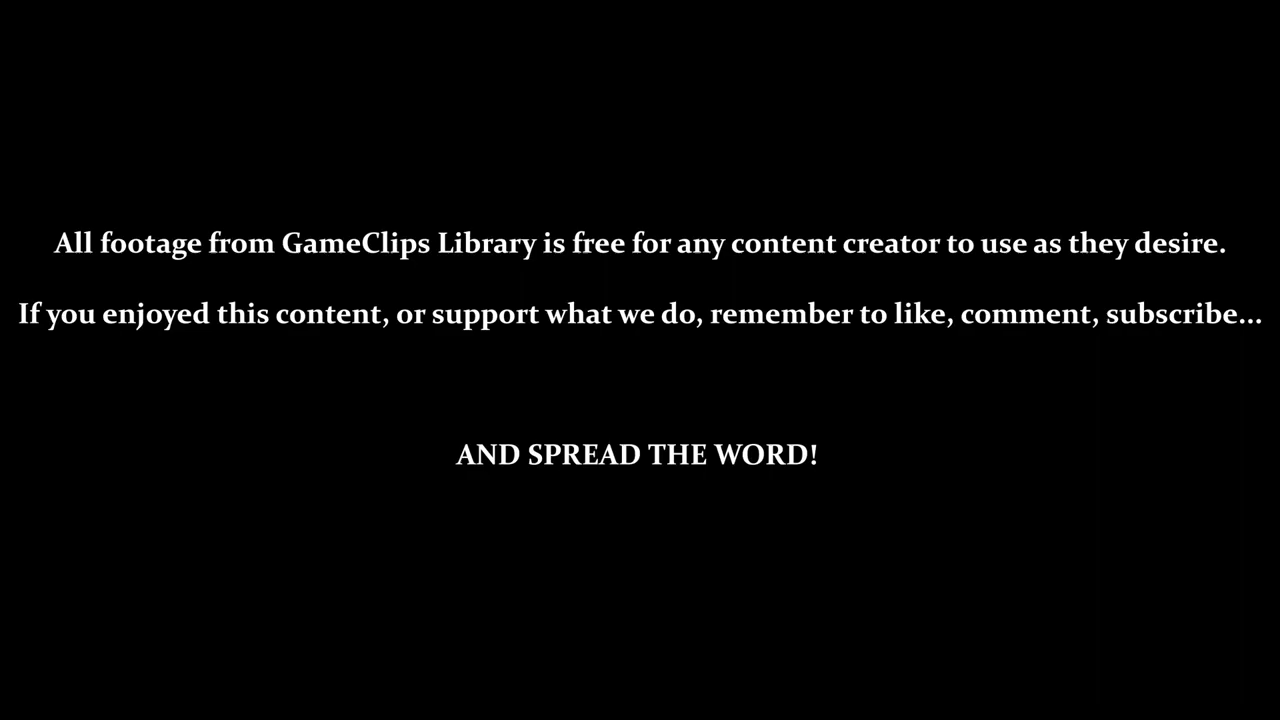 All footage from GameClips Library is free for any content creator to use as they desire.
If you enjoyed this content, or support what we do, remember to like, comment, subscribe...
AND SPREAD THE WORD!